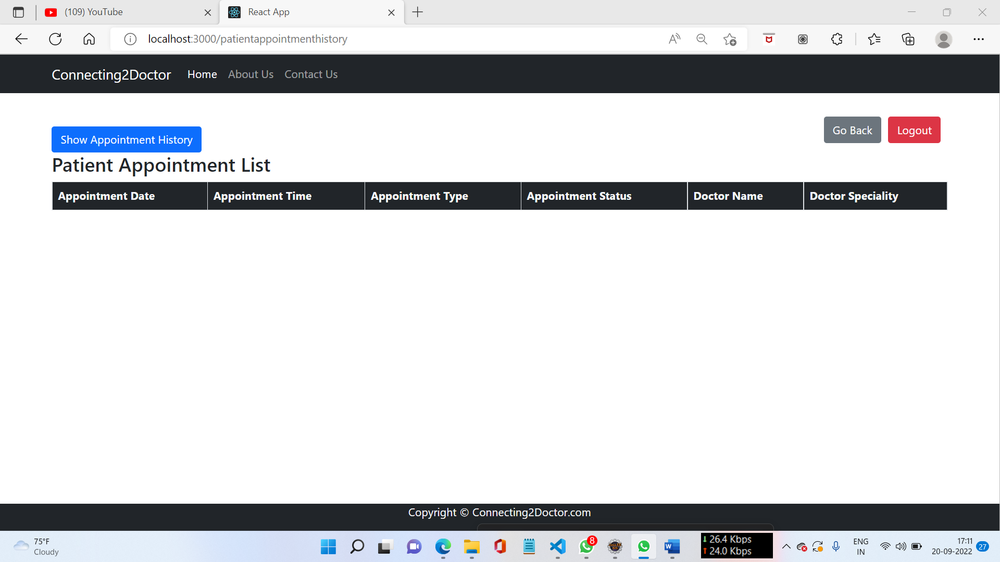 (109) YouTube
React App
localhost:3000/patientappointmenthistory
Connecting2Doctor Home About Us Contact Us
Go Back Logout
Show Appointment History
Patient Appointment List
Appointment Date Appointment Time Appointment Type Appointment Status Doctor Name Doctor Speciality
Copyright © Connecting2Doctor.com
75°F
Cloudy
8
26.4 Kbps
24.0 Kbps
ENG
IN
17:11
20-09-2022
27